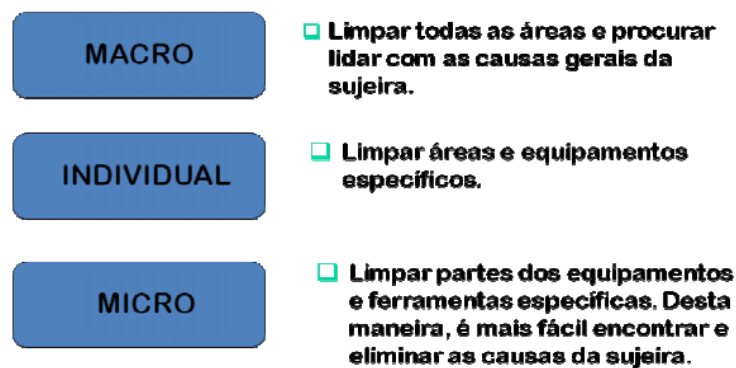 MACRO
Limpar todas as áreas e procurar
lidar com as causas gerais da
sujeira.
INDIVIDUAL
Limpar áreas e equipamentos
específicos.
MICRO
Limpar partes dos equipamentos
e ferramentas específicas. Desta
maneira, é mais fácil encontrar e
eliminar as causas da sujeira.